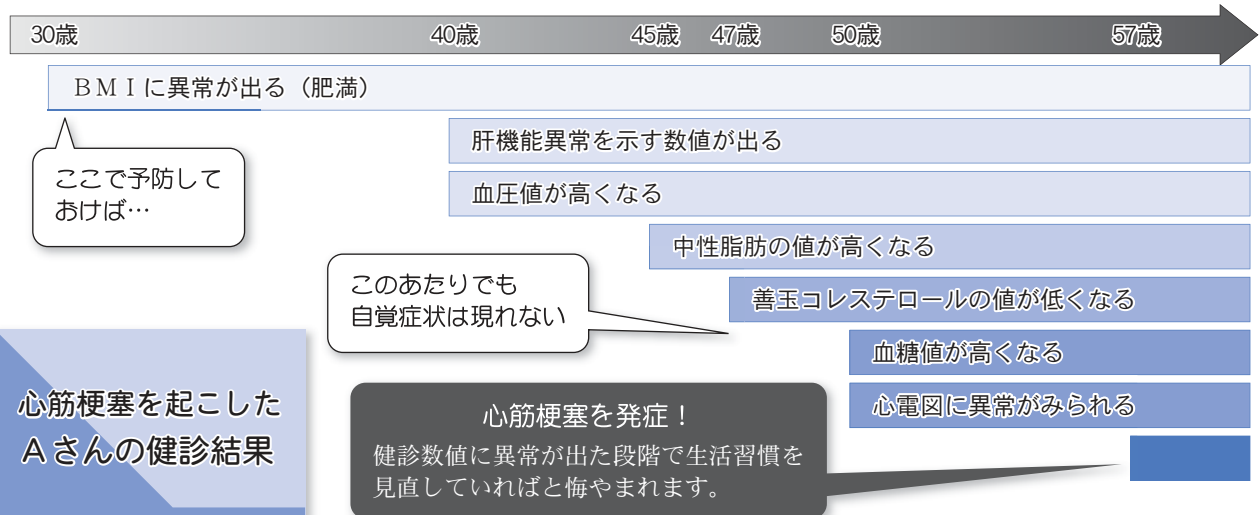 30歳 40歳 45歳 47歳 50歳 57歳
ＢＭＩに異常が出る（肥満）
ここで予防して
おけば…
肝機能異常を示す数値が出る
血圧値が高くなる
中性脂肪の値が高くなる
このあたりでも
自覚症状は現れない
善玉コレステロールの値が低くなる
血糖値が高くなる
心電図に異常がみられる
心筋梗塞を起こした
Aさんの健診結果
心筋梗塞を発症！
健診数値に異常が出た段階で生活習慣を
見直していればと悔やまれます。